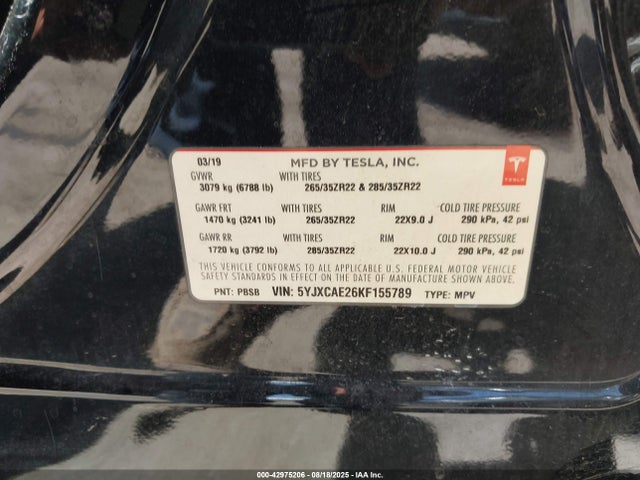 03/19 MFD BY TESLA, INC.
TESLA
GVWR WITH TIRES
3079 kg (6788 lb) 265/35ZR22 & 285/35ZR22
GAWR FRT WITH TIRES RIM COLD TIRE PRESSURE
1470 kg (3241 lb) 265/35ZR22 22X9.0 J 290 kPa, 42 psi
GAWR RR WITH TIRES RIM COLD TIRE PRESSURE
1720 kg (3792 lb) 285/35ZR22 22X10.0 J 290 kPa, 42 psi
THIS VEHICLE CONFORMS TO ALL APPLICABLE U.S. FEDERAL MOTOR VEHICLE
SAFETY STANDARDS IN EFFECT ON THE DATE OF MANUFACTURE SHOWN ABOVE.
PNT: PBSB VIN: 5YJXCAE26KF155789 TYPE: MPV
000-42975206 - 08/18/2025 - IAA Inc.